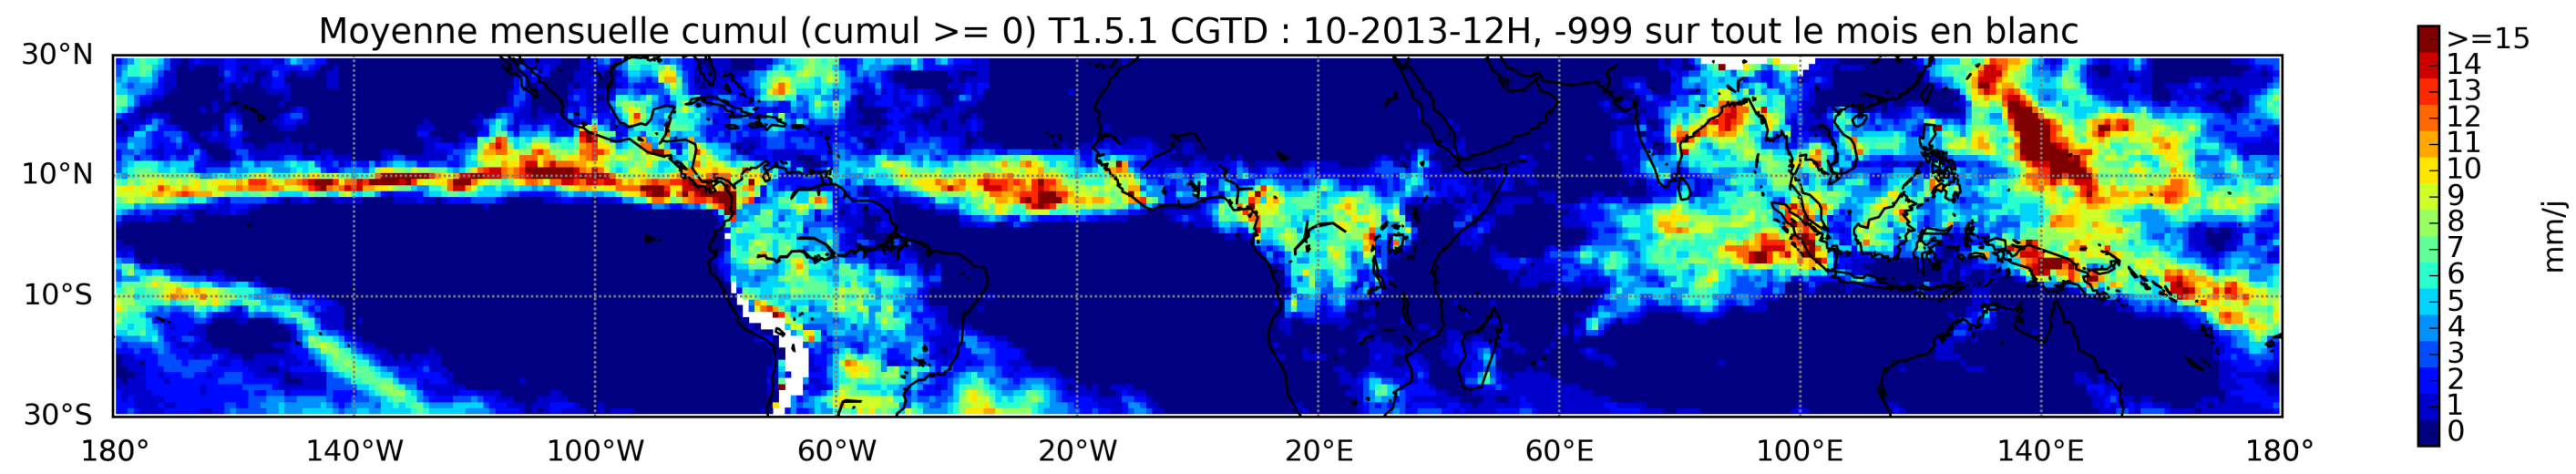 Moyenne mensuelle cumul (cumul >= 0) T1.5.1 CGTD : 10-2013-12H, -999 sur tout le mois en blanc
30°N
10°N
10°S
30°S
180° 140°W 100°W 60°W 20°W 20°E 60°E 100°E 140°E 180°
>=15
14
13
12
11
10
9
8
7
6
5
4
3
2
1
0
mm/j